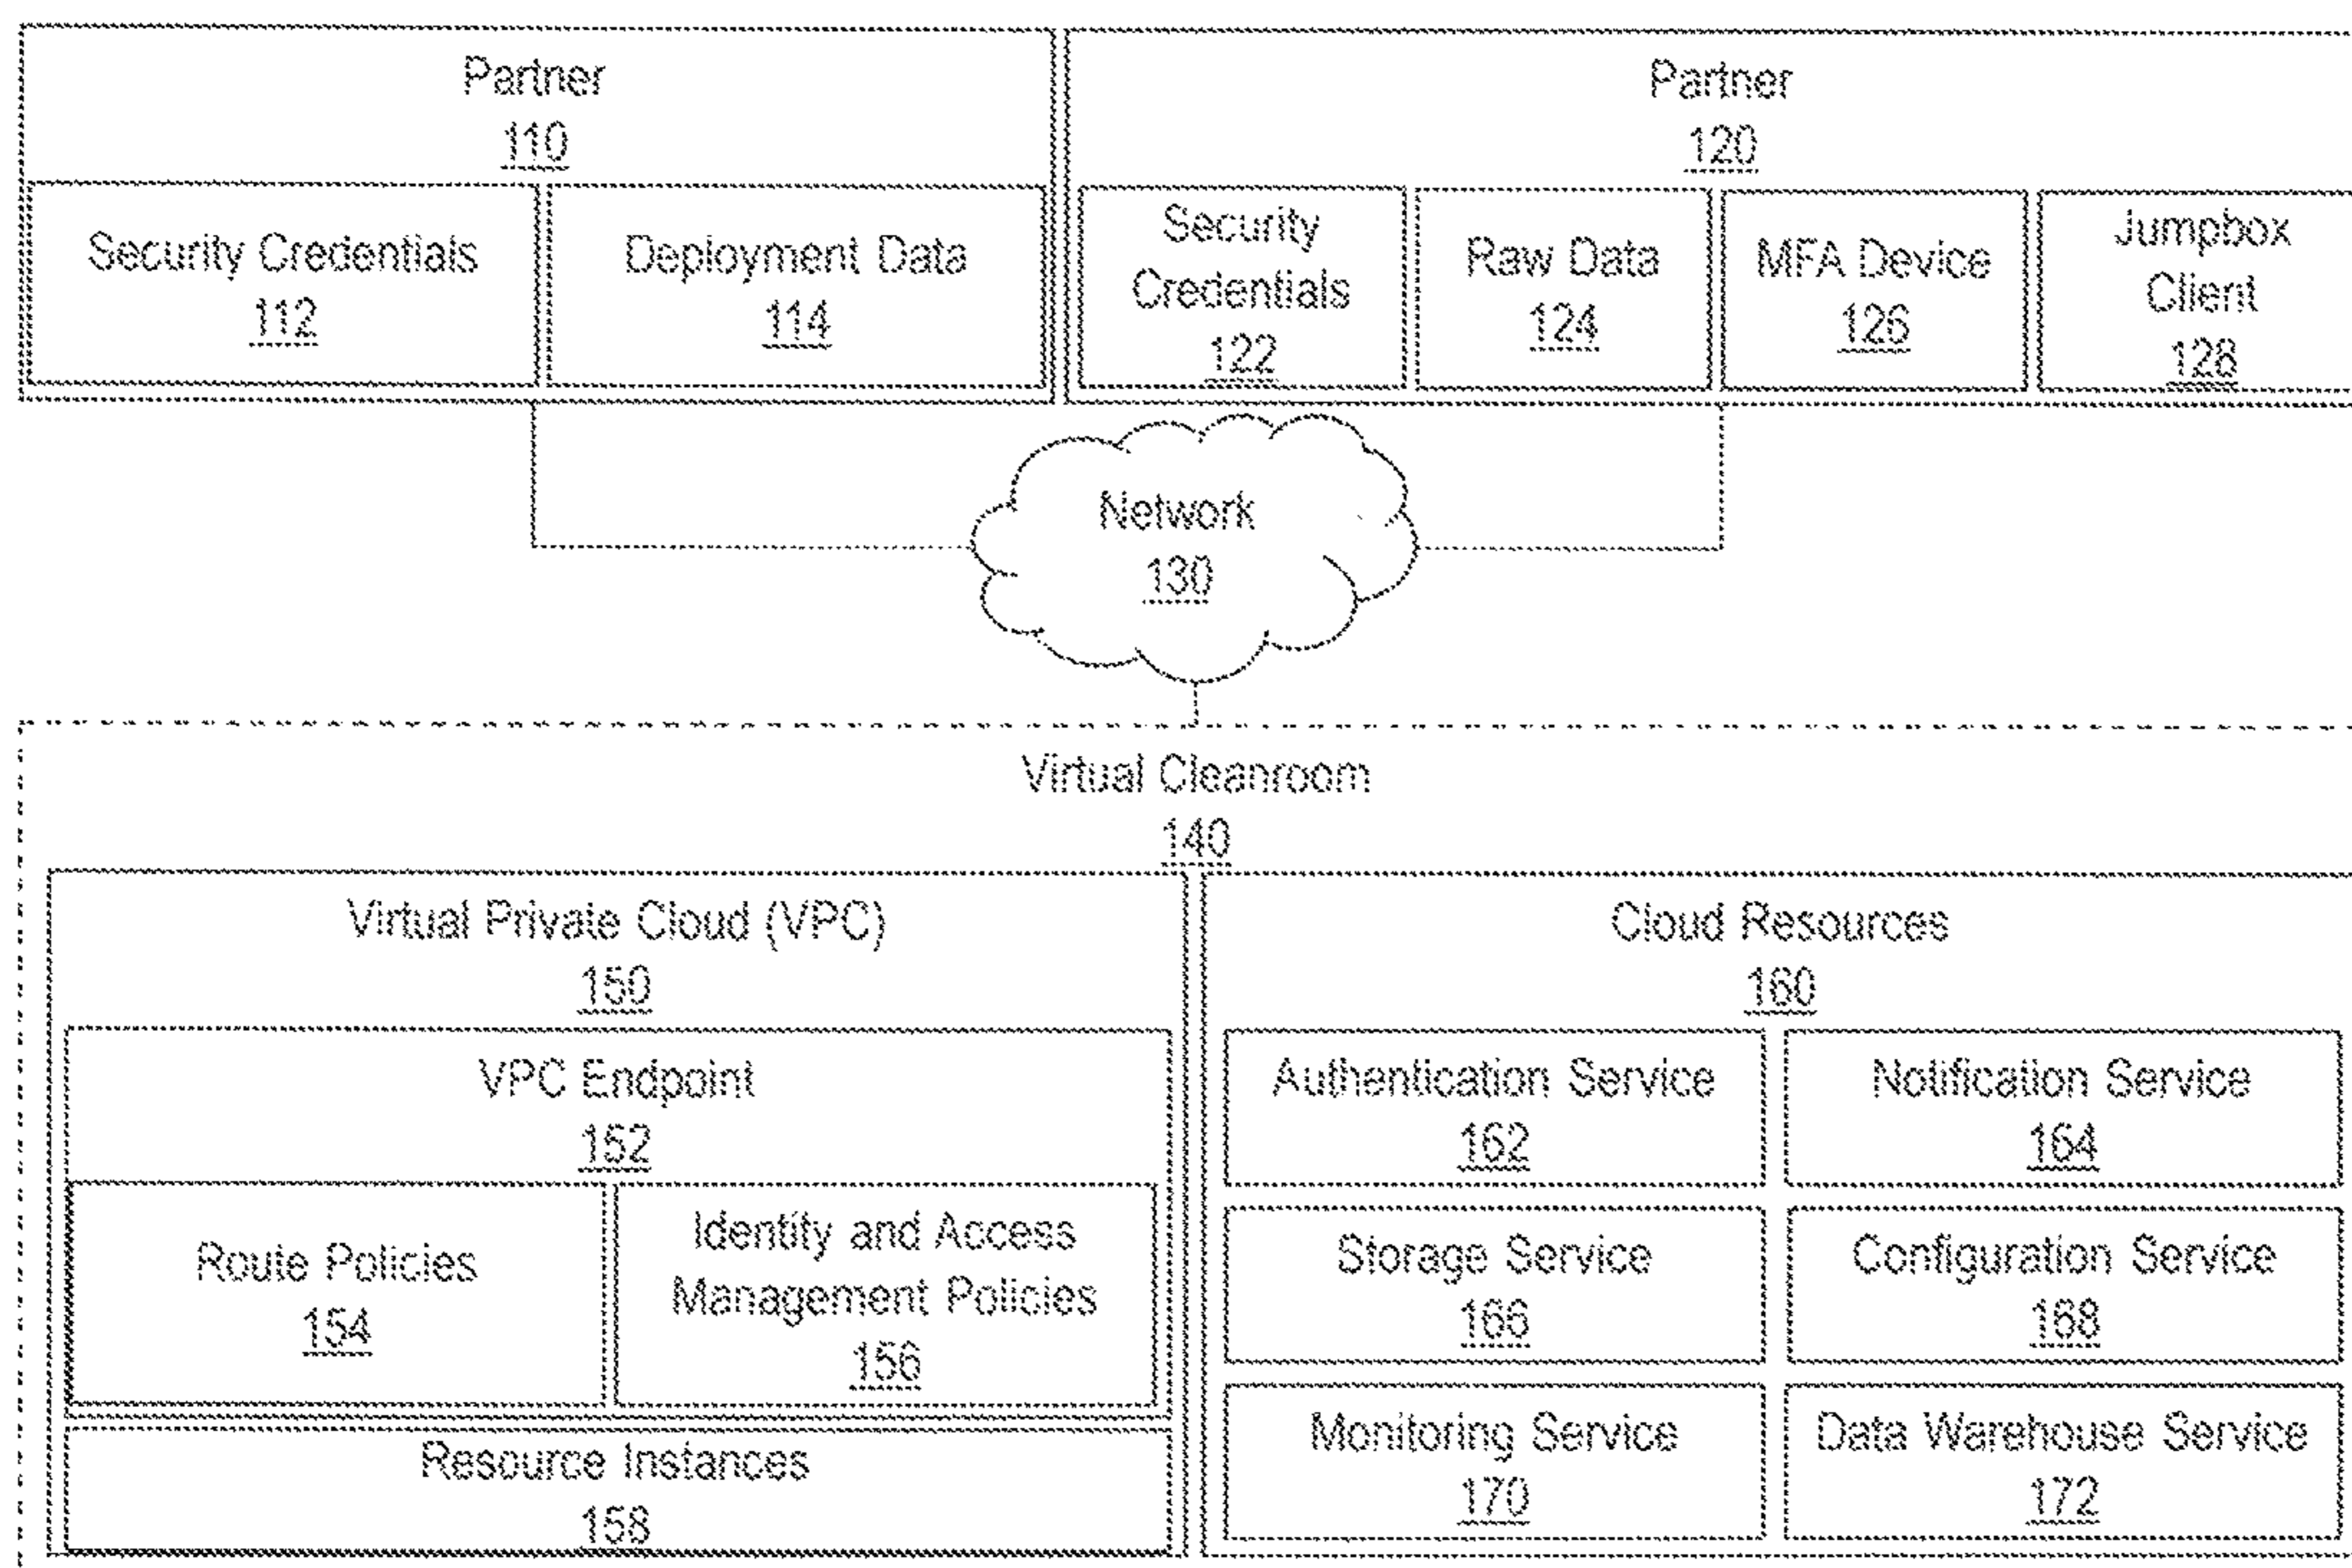 Partner
110
Security Credentials
112
Deployment Data
114
Partner
120
Security
Credentials
122
Raw Data
124
MFA Device
126
Jumpbox
Client
128
Network
130
Virtual Cleanroom
140
Virtual Private Cloud (VPC)
150
VPC Endpoint
152
Route Policies
154
Identity and Access
Management Policies
156
Resource Instances
158
Cloud Resources
160
Authentication Service
162
Notification Service
164
Storage Service
166
Configuration Service
168
Monitoring Service
170
Data Warehouse Service
172